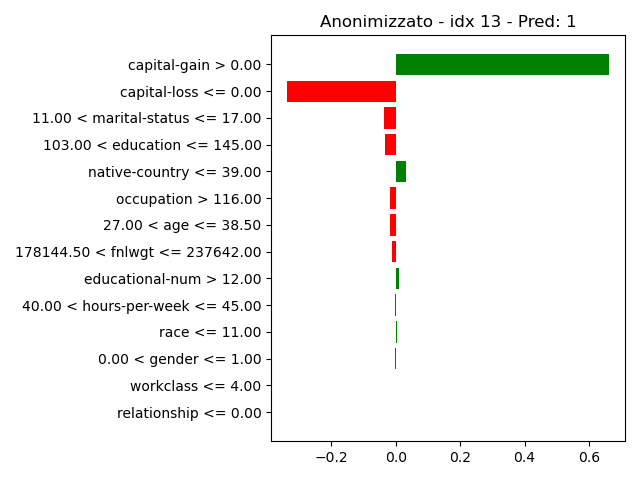 Anonimizzato - idx 13 - Pred: 1
capital-gain > 0.00
capital-loss <= 0.00
11.00 < marital-status <= 17.00
103.00 < education <= 145.00
native-country <= 39.00
occupation > 116.00
27.00 < age <= 38.50
178144.50 < fnlwgt <= 237642.00
educational-num > 12.00
40.00 < hours-per-week <= 45.00
race <= 11.00
0.00 < gender <= 1.00
workclass <= 4.00
relationship <= 0.00
−0.2 0.0 0.2 0.4 0.6